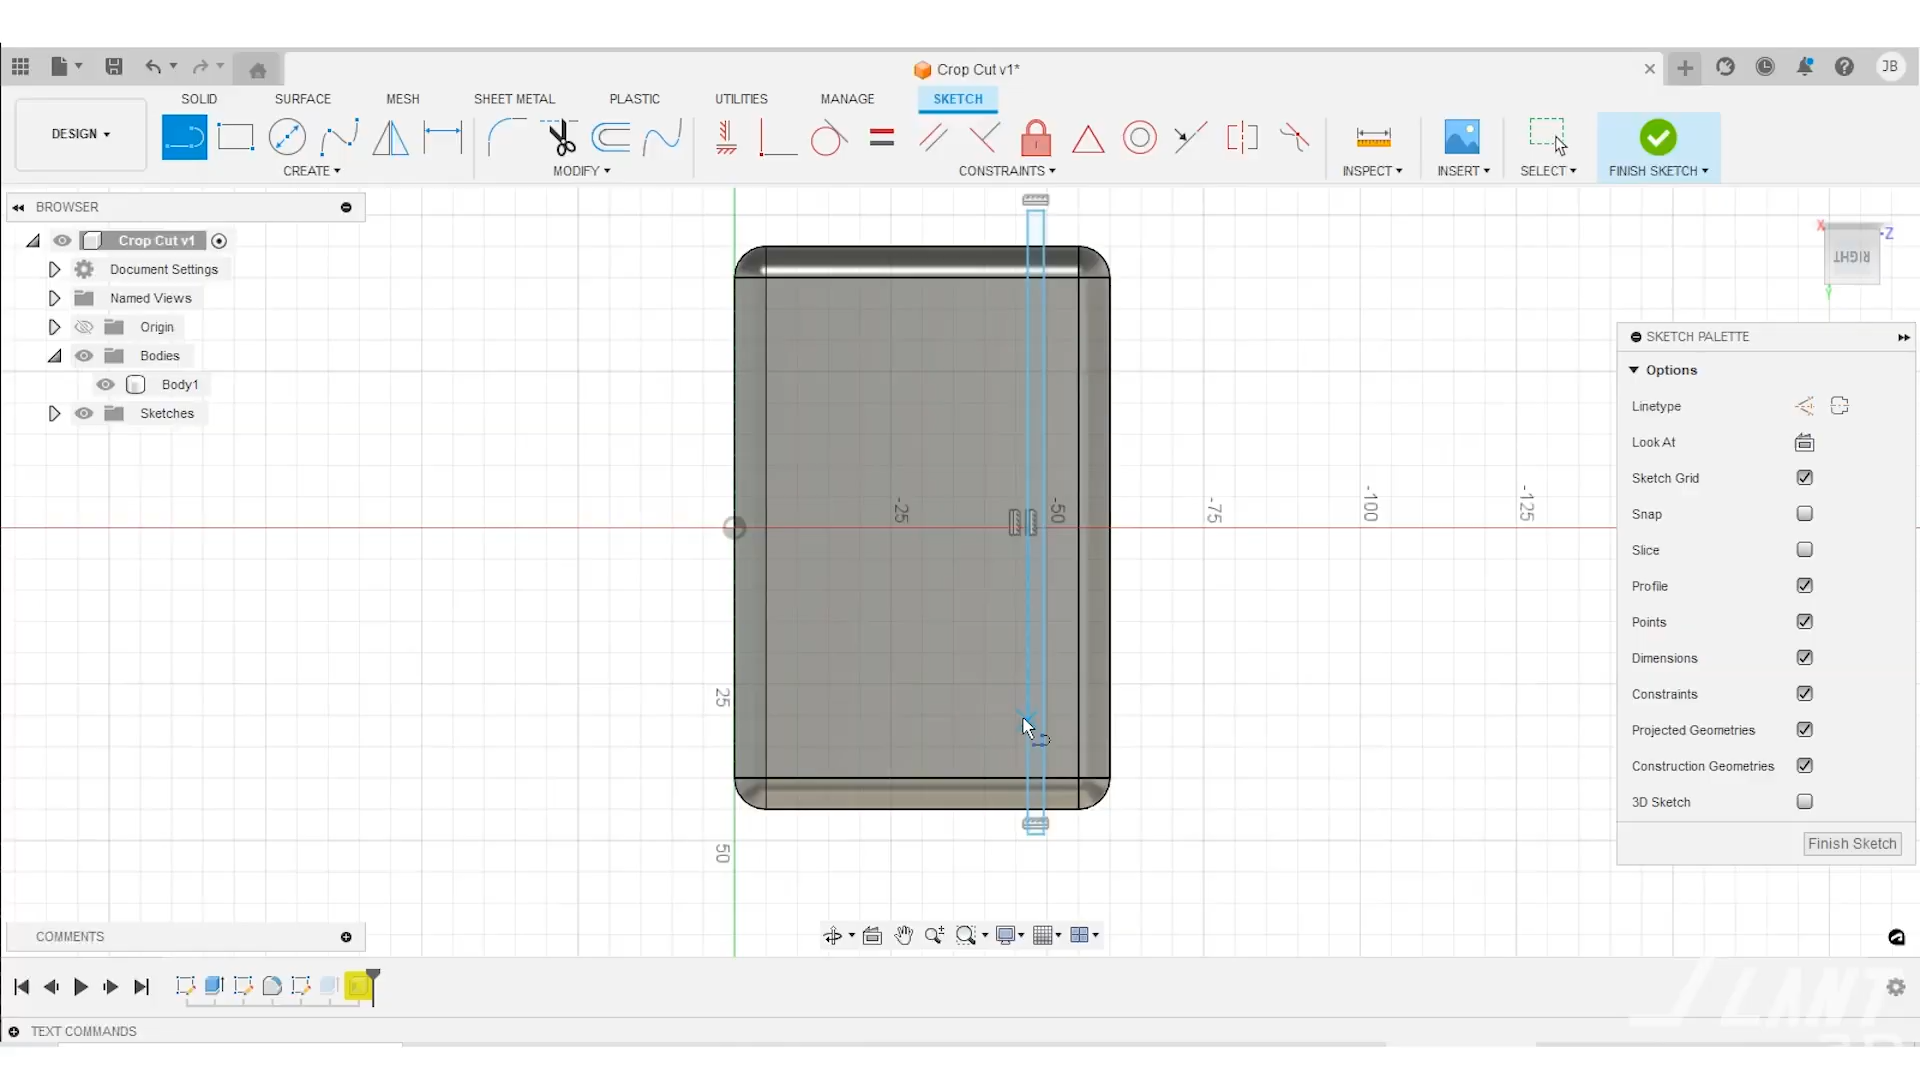 Crop Cut v1*
JB
SOLID
SURFACE
MESH
SHEET METAL
PLASTIC
UTILITIES
MANAGE
SKETCH
DESIGN
CREATE
MODIFY
CONSTRAINTS
INSPECT
INSERT
SELECT
FINISH SKETCH
BROWSER
Crop Cut v1
Document Settings
Named Views
Origin
Bodies
Body1
Sketches
X
-Z
RIGHT
Y
-25
-50
-75
-100
-125
25
50
SKETCH PALETTE
Options
Linetype
Look At
Sketch Grid
Snap
Slice
Profile
Points
Dimensions
Constraints
Projected Geometries
Construction Geometries
3D Sketch
Finish Sketch
COMMENTS
TEXT COMMANDS